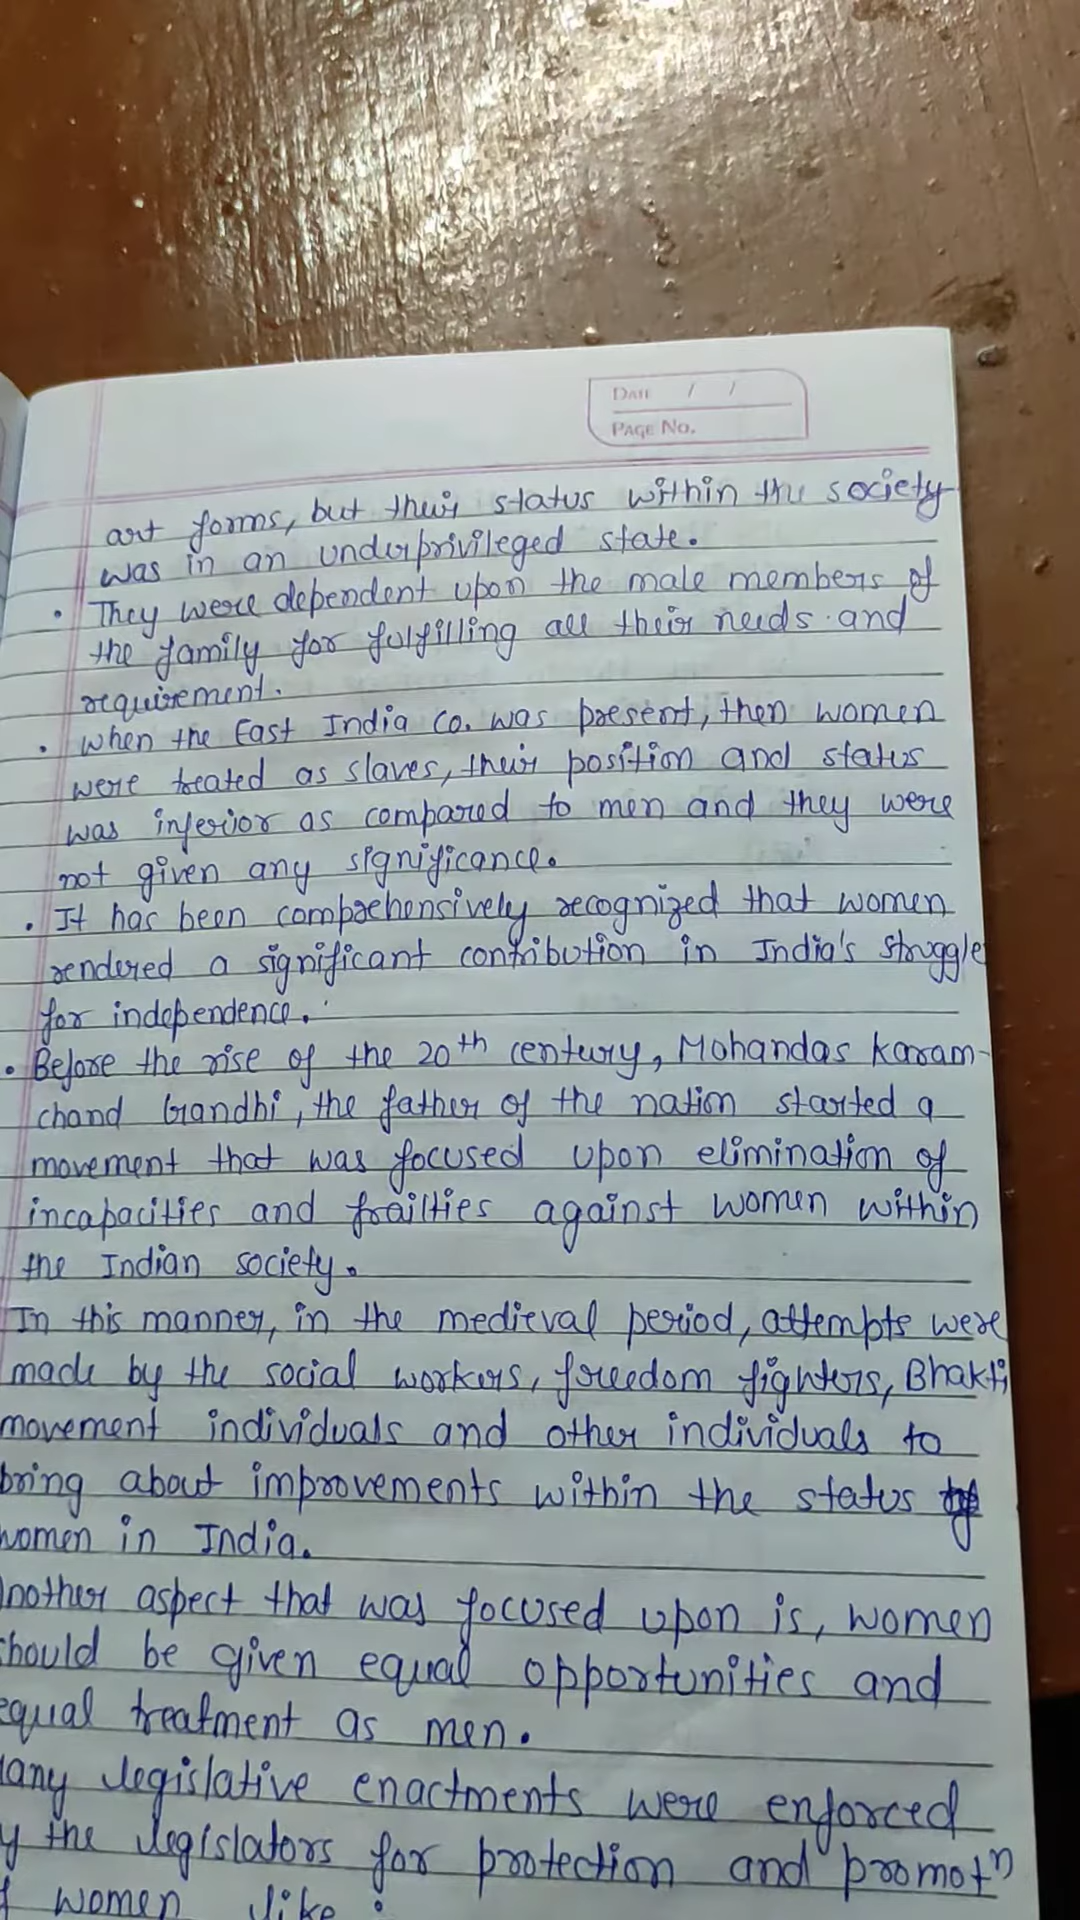 DATE / /
PAGE NO.
art forms, but their status within the society
was in an underprivileged state.
• They were dependent upon the male members of
the family for fulfilling all their needs and
requirement.
• When the East India Co. was present, then women
were treated as slaves, their position and status
was inferior as compared to men and they were
not given any significance.
• It has been comprehensively recognized that women
rendered a significant contribution in India's struggle
for independence.
• Before the rise of the 20th century, Mohandas Karam-
chand Gandhi, the father of the nation started a
movement that was focused upon elimination of
incapacities and frailties against women within
the Indian society.
In this manner, in the medieval period, attempts were
made by the social workers, freedom fighters, Bhakti
movement individuals and other individuals to
bring about improvements within the status of
women in India.
nother aspect that was focused upon is, women
should be given equal opportunities and
equal treatment as men.
any legislative enactments were enforced
y the legislators for protection and promotn
f women like :